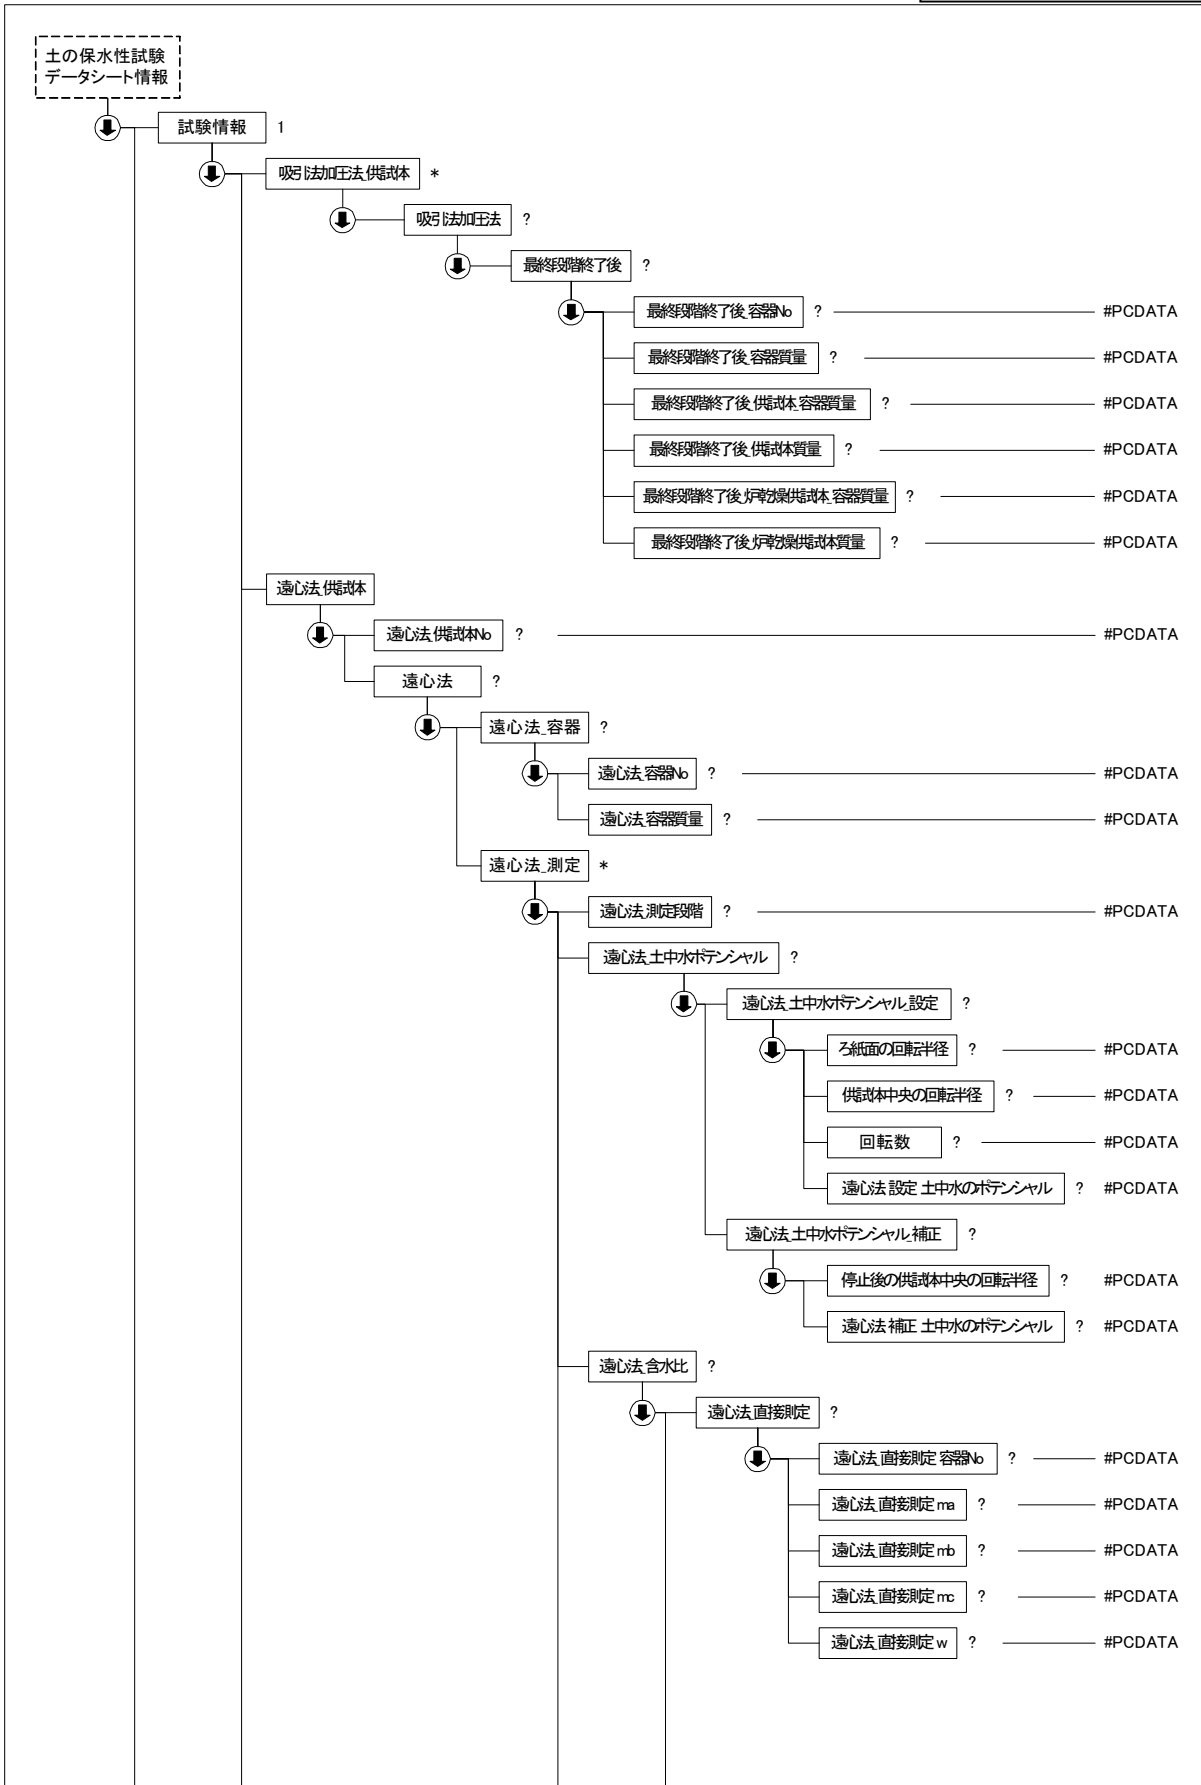 土の保水性試験
データシート情報
試験情報 1
吸引法加圧法_供試体 *
吸引法加圧法 ?
最終段階終了後 ?
最終段階終了後_容器No ? #PCDATA
最終段階終了後_容器質量 ? #PCDATA
最終段階終了後_供試体_容器質量 ? #PCDATA
最終段階終了後_供試体質量 ? #PCDATA
最終段階終了後_炉乾燥供試体_容器質量 ? #PCDATA
最終段階終了後_炉乾燥供試体質量 ? #PCDATA
遠心法_供試体
遠心法_供試体No ? #PCDATA
遠心法 ?
遠心法_容器 ?
遠心法_容器No ? #PCDATA
遠心法_容器質量 ? #PCDATA
遠心法_測定 *
遠心法_測定段階 ? #PCDATA
遠心法_土中水ポテンシャル ?
遠心法_土中水ポテンシャル_設定 ?
ろ紙面の回転半径 ? #PCDATA
供試体中央の回転半径 ? #PCDATA
回転数 ? #PCDATA
遠心法_設定_土中水のポテンシャル ? #PCDATA
遠心法_土中水ポテンシャル_補正 ?
停止後の供試体中央の回転半径 ? #PCDATA
遠心法_補正_土中水のポテンシャル ? #PCDATA
遠心法_含水比 ?
遠心法_直接測定 ?
遠心法_直接測定_容器No ? #PCDATA
遠心法_直接測定_ma ? #PCDATA
遠心法_直接測定_mb ? #PCDATA
遠心法_直接測定_mc ? #PCDATA
遠心法_直接測定_w ? #PCDATA